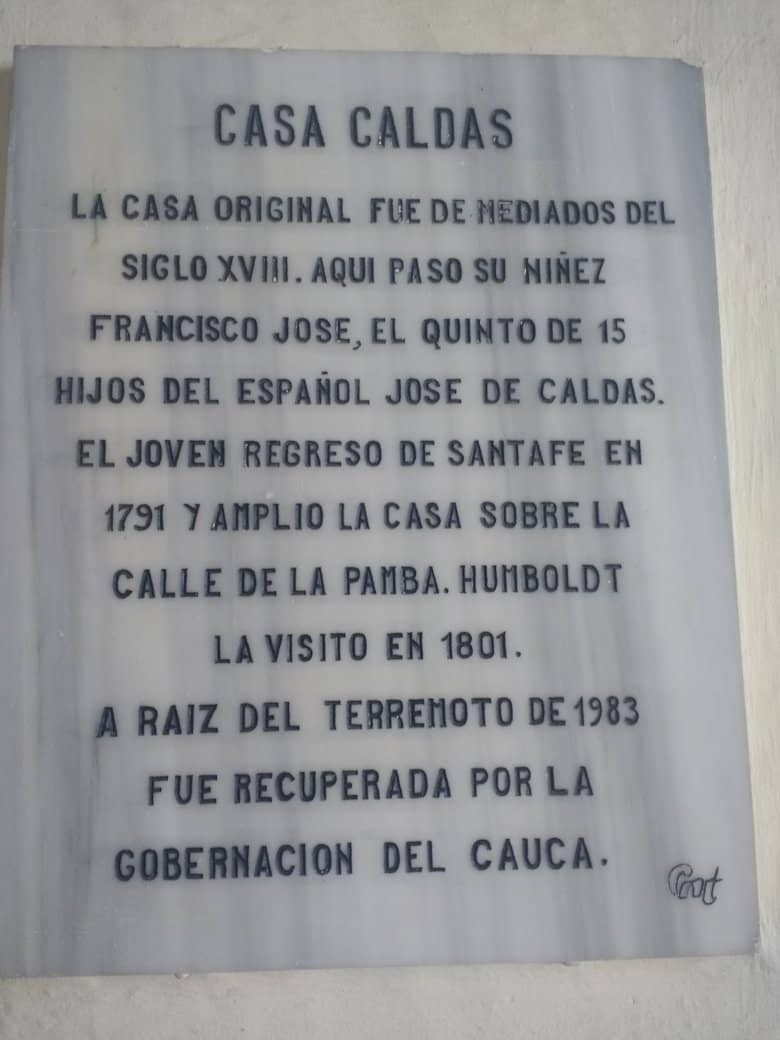 CASA CALDAS
LA CASA ORIGINAL FUE DE MEDIADOS DEL
SIGLO XVIII. AQUI PASO SU NIÑEZ
FRANCISCO JOSE, EL QUINTO DE 15
HIJOS DEL ESPAÑOL JOSE DE CALDAS.
EL JOVEN REGRESO DE SANTAFE EN
1791 Y AMPLIO LA CASA SOBRE LA
CALLE DE LA PAMBA. HUMBOLDT
LA VISITO EN 1801.
A RAIZ DEL TERREMOTO DE 1983
FUE RECUPERADA POR LA
GOBERNACION DEL CAUCA.